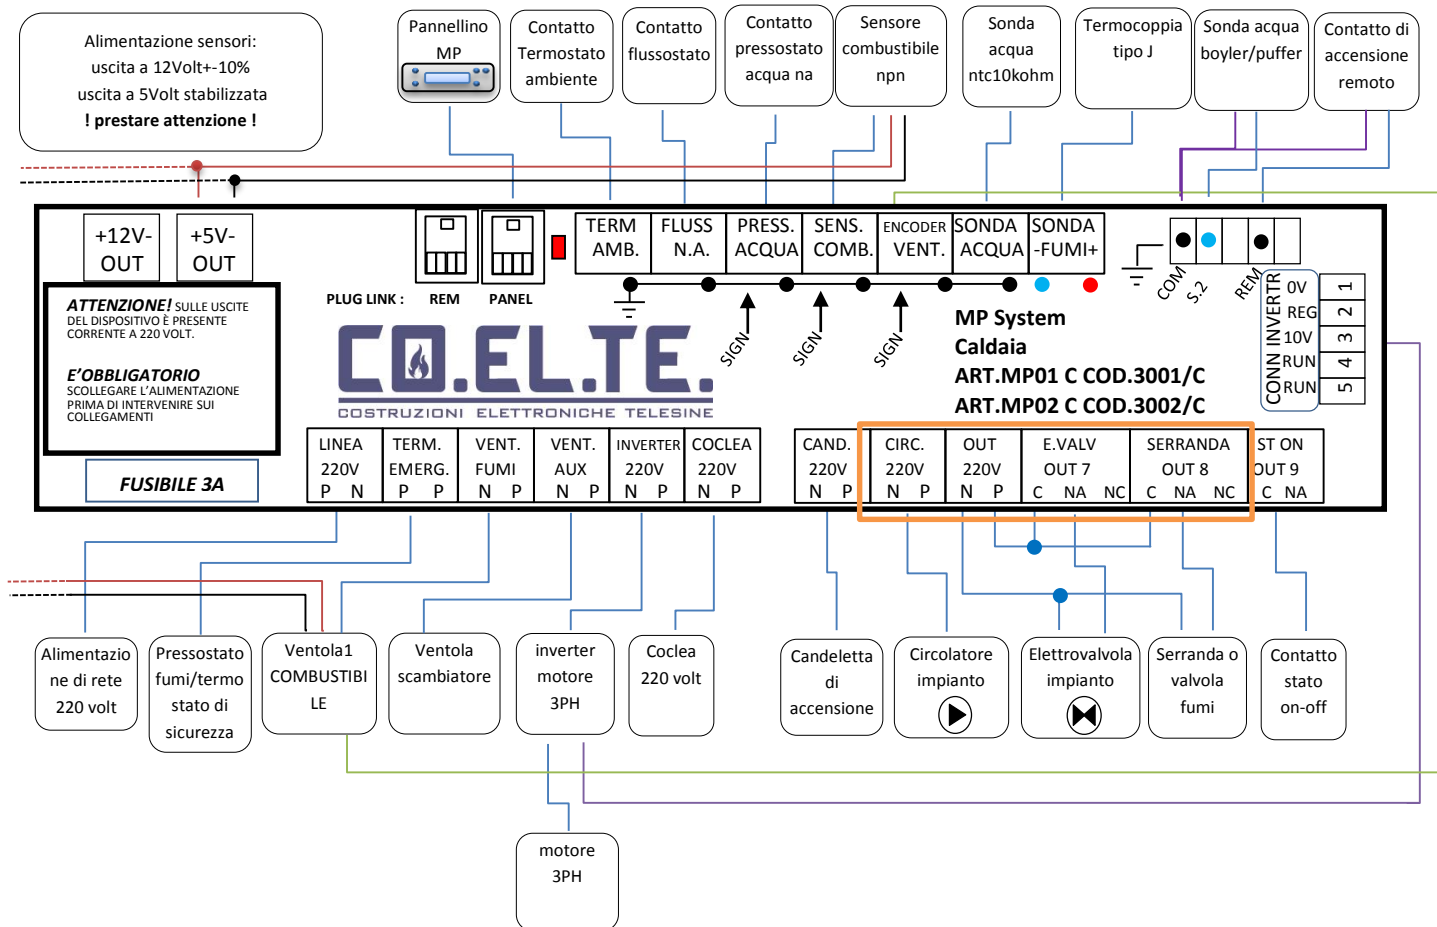 Alimentazione sensori:
uscita a 12Volt+-10%
uscita a 5Volt stabilizzata
! prestare attenzione !
Pannellino
MP
Contatto
Termostato
ambiente
Contatto
flussostato
Contatto
pressostato
acqua na
Sensore
combustibile
npn
Sonda
acqua
ntc10kohm
Termocoppia
tipo J
Sonda acqua
boyler/puffer
Contatto di
accensione
remoto
+12V-
OUT
+5V-
OUT
TERM
AMB.
FLUSS
N.A.
PRESS.
ACQUA
SENS.
COMB.
ENCODER
VENT.
SONDA
ACQUA
SONDA
-FUMI+
COM
S.2
REM
ATTENZIONE! SULLE USCITE
DEL DISPOSITIVO È PRESENTE
CORRENTE A 220 VOLT.
E'OBBLIGATORIO
SCOLLEGARE L'ALIMENTAZIONE
PRIMA DI INTERVENIRE SUI
COLLEGAMENTI
FUSIBILE 3A
PLUG LINK :
REM
PANEL
SIGN
SIGN
SIGN
CO.EL.TE.
COSTRUZIONI ELETTRONICHE TELESINE
MP System
Caldaia
ART.MP01 C COD.3001/C
ART.MP02 C COD.3002/C
CONN INVERTR
0V 1
REG 2
10V 3
RUN 4
RUN 5
LINEA
220V
P N
TERM.
EMERG.
P P
VENT.
FUMI
N P
VENT.
AUX
N P
INVERTER
220V
N P
COCLEA
220V
N P
CAND.
220V
N P
CIRC.
220V
N P
OUT
220V
N P
E.VALV
OUT 7
C NA NC
SERRANDA
OUT 8
C NA NC
ST ON
OUT 9
C NA
Alimentazio
ne di rete
220 volt
Pressostato
fumi/termo
stato di
sicurezza
Ventola1
COMBUSTIBI
LE
Ventola
scambiatore
inverter
motore
3PH
Coclea
220 volt
Candeletta
di
accensione
Circolatore
impianto
Elettrovalvola
impianto
Serranda o
valvola
fumi
Contatto
stato
on-off
motore
3PH